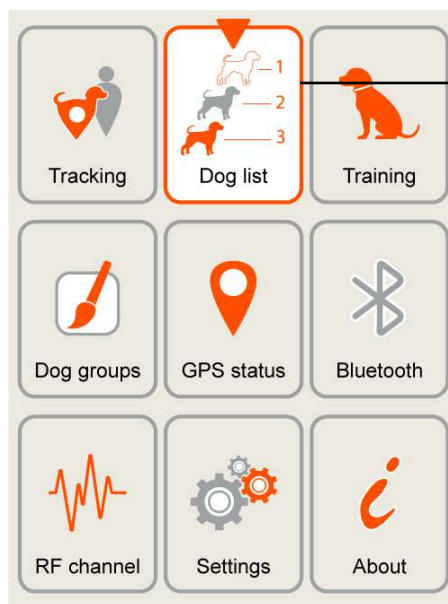 1
2
3
Tracking
Dog list
Training
Dog groups
GPS status
Bluetooth
RF channel
Settings
About